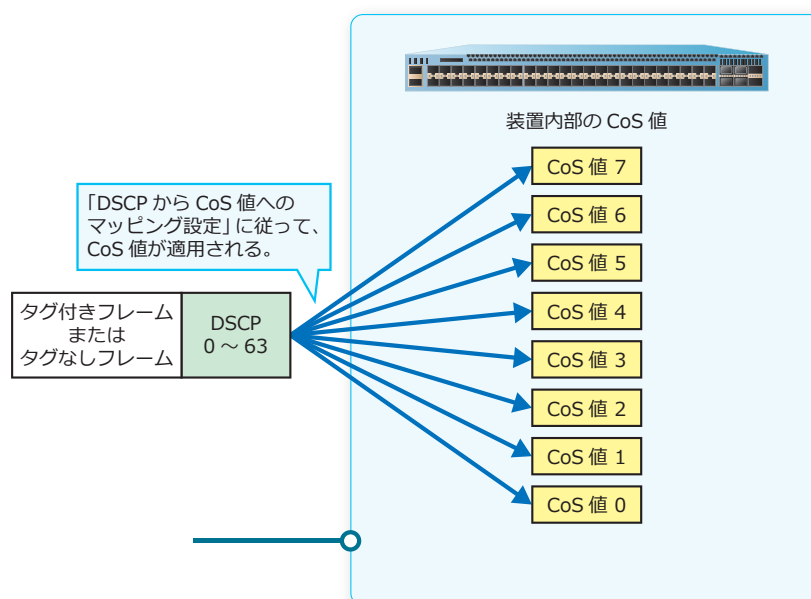 装置内部の CoS 値
CoS 値 7
「DSCP から CoS 値への
マッピング設定」に従って、
CoS 値が適用される。
CoS 値 6
CoS 値 5
CoS 値 4
タグ付きフレーム
または
タグなしフレーム
DSCP
0 ～ 63
CoS 値 3
CoS 値 2
CoS 値 1
CoS 値 0